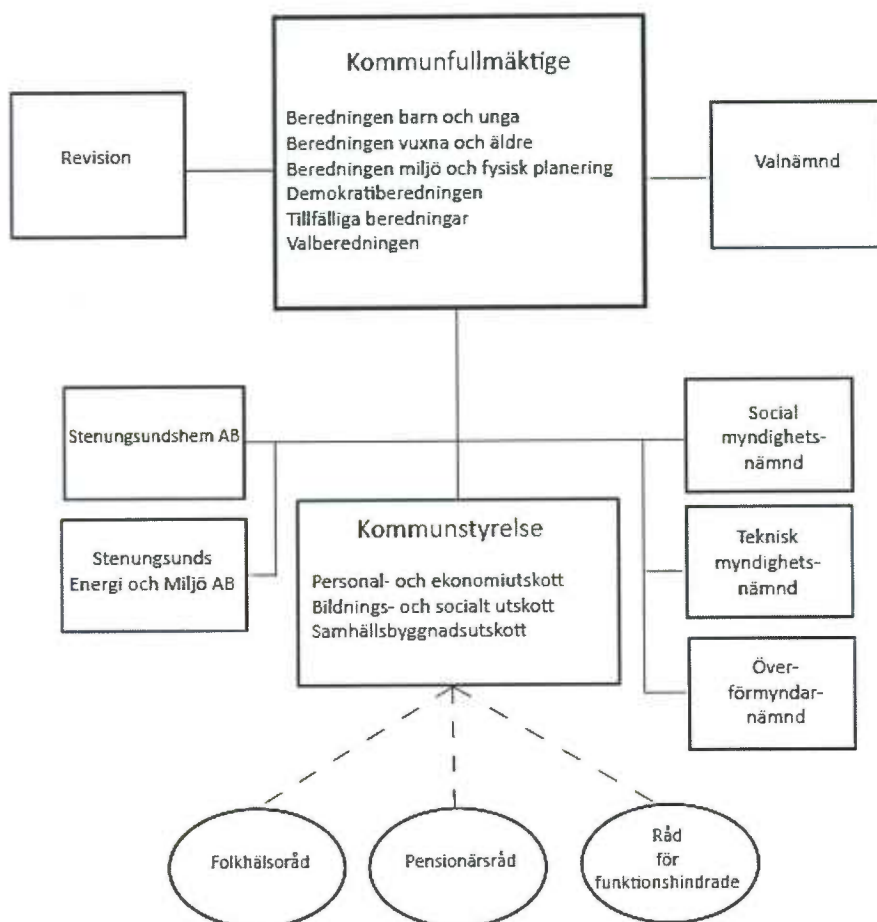 Kommunfullmäktige
Beredningen barn och unga
Beredningen vuxna och äldre
Beredningen miljö och fysisk planering
Demokratiberedningen
Tillfälliga beredningar
Valberedningen
Revision
Valnämnd
Stenungsundshem AB
Stenungsunds
Energi och Miljö AB
Kommunstyrelse
Personal- och ekonomiutskott
Bildnings- och socialt utskott
Samhällsbyggnadsutskott
Social
myndighets-
nämnd
Teknisk
myndighets-
nämnd
Över-
förmyndar-
nämnd
Folkhälsoråd
Pensionärsråd
Råd
för
funktionshindrade